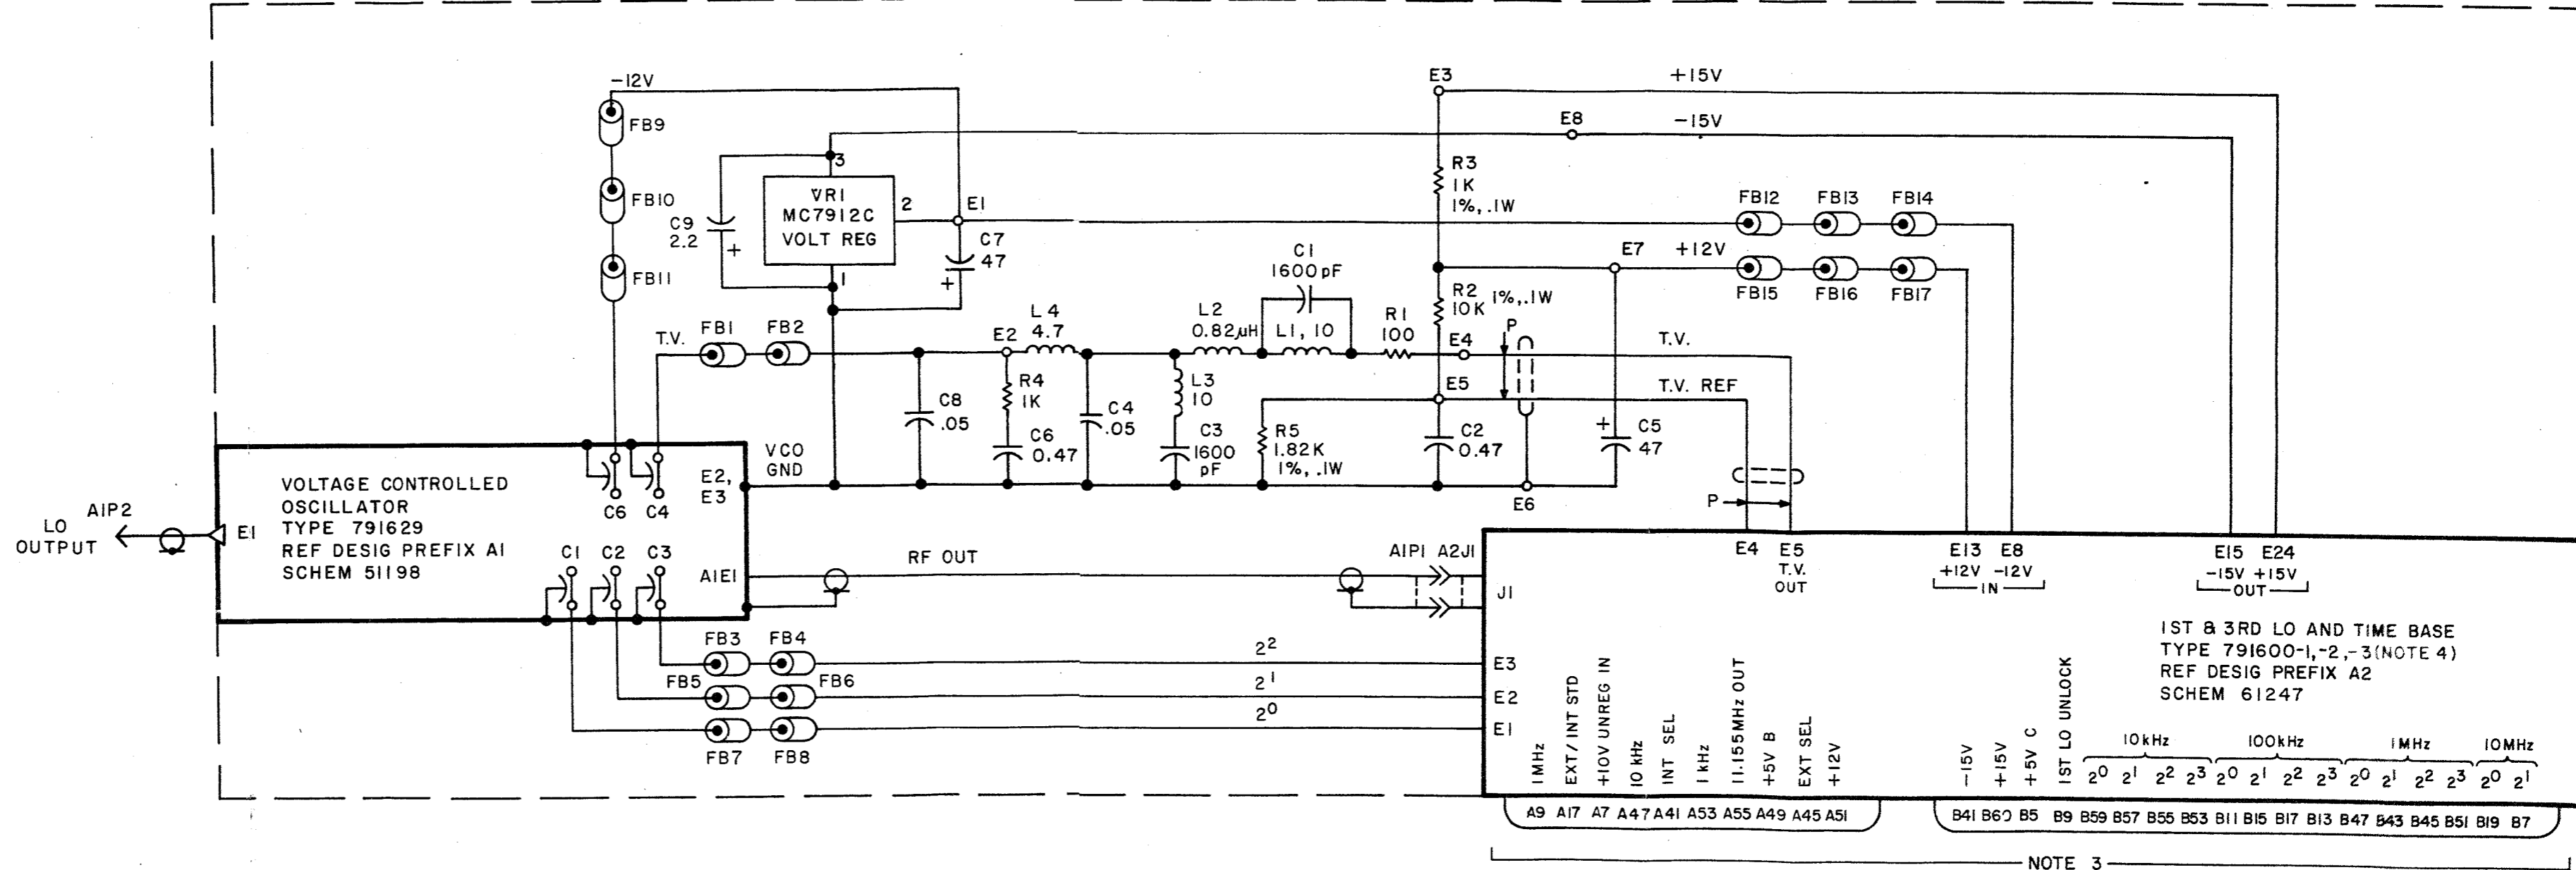 -12V
FB9
FB10
FB11
C9
2.2
+
3
VR1
MC7912C
VOLT REG
2
1
E1
C7
47
+
E3
+15V
E8
-15V
R3
1K
1%, .1W
FB12 FB13 FB14
E7 +12V
FB15 FB16 FB17
R2
10K
1%, .1W
C1
1600pF
L2
0.82µH
L1, 10
R1
100
E4
P
T.V.
E5
T.V. REF
T.V.
FB1 FB2
E2
L4
4.7
C8
.05
R4
1K
C6
0.47
C4
.05
L3
10
C3
1600
pF
R5
1.82K
1%, .1W
C2
0.47
+
C5
47
E6
P
VCO
GND
LO
OUTPUT
A1P2
E1
VOLTAGE CONTROLLED
OSCILLATOR
TYPE 791629
REF DESIG PREFIX A1
SCHEM 51198
C6 C4
E2,
E3
C1 C2 C3
A1E1
RF OUT
A1P1 A2J1
J1
FB3 FB4
2²
E3
FB5 FB6
2¹
E2
2⁰
E1
FB7 FB8
E4 E5
T.V.
OUT
E13 E8
+12V -12V
IN
E15 E24
-15V +15V
OUT
1ST & 3RD LO AND TIME BASE
TYPE 791600-1,-2,-3(NOTE 4)
REF DESIG PREFIX A2
SCHEM 61247
1MHz
EXT/INT STD
+10V UNREG IN
10kHz
INT SEL
1kHz
11.155MHz OUT
+5V B
EXT SEL
+12V
-15V
+15V
+5V C
1ST LO UNLOCK
10kHz 100kHz 1MHz 10MHz
2⁰ 2¹ 2² 2³ 2⁰ 2¹ 2² 2³ 2⁰ 2¹ 2² 2³ 2⁰ 2¹
A9 A17 A7 A47 A41 A53 A55 A49 A45 A51
B41 B60 B5 B9 B59 B57 B55 B53 B11 B15 B17 B13 B47 B43 B45 B51 B19 B7
NOTE 3